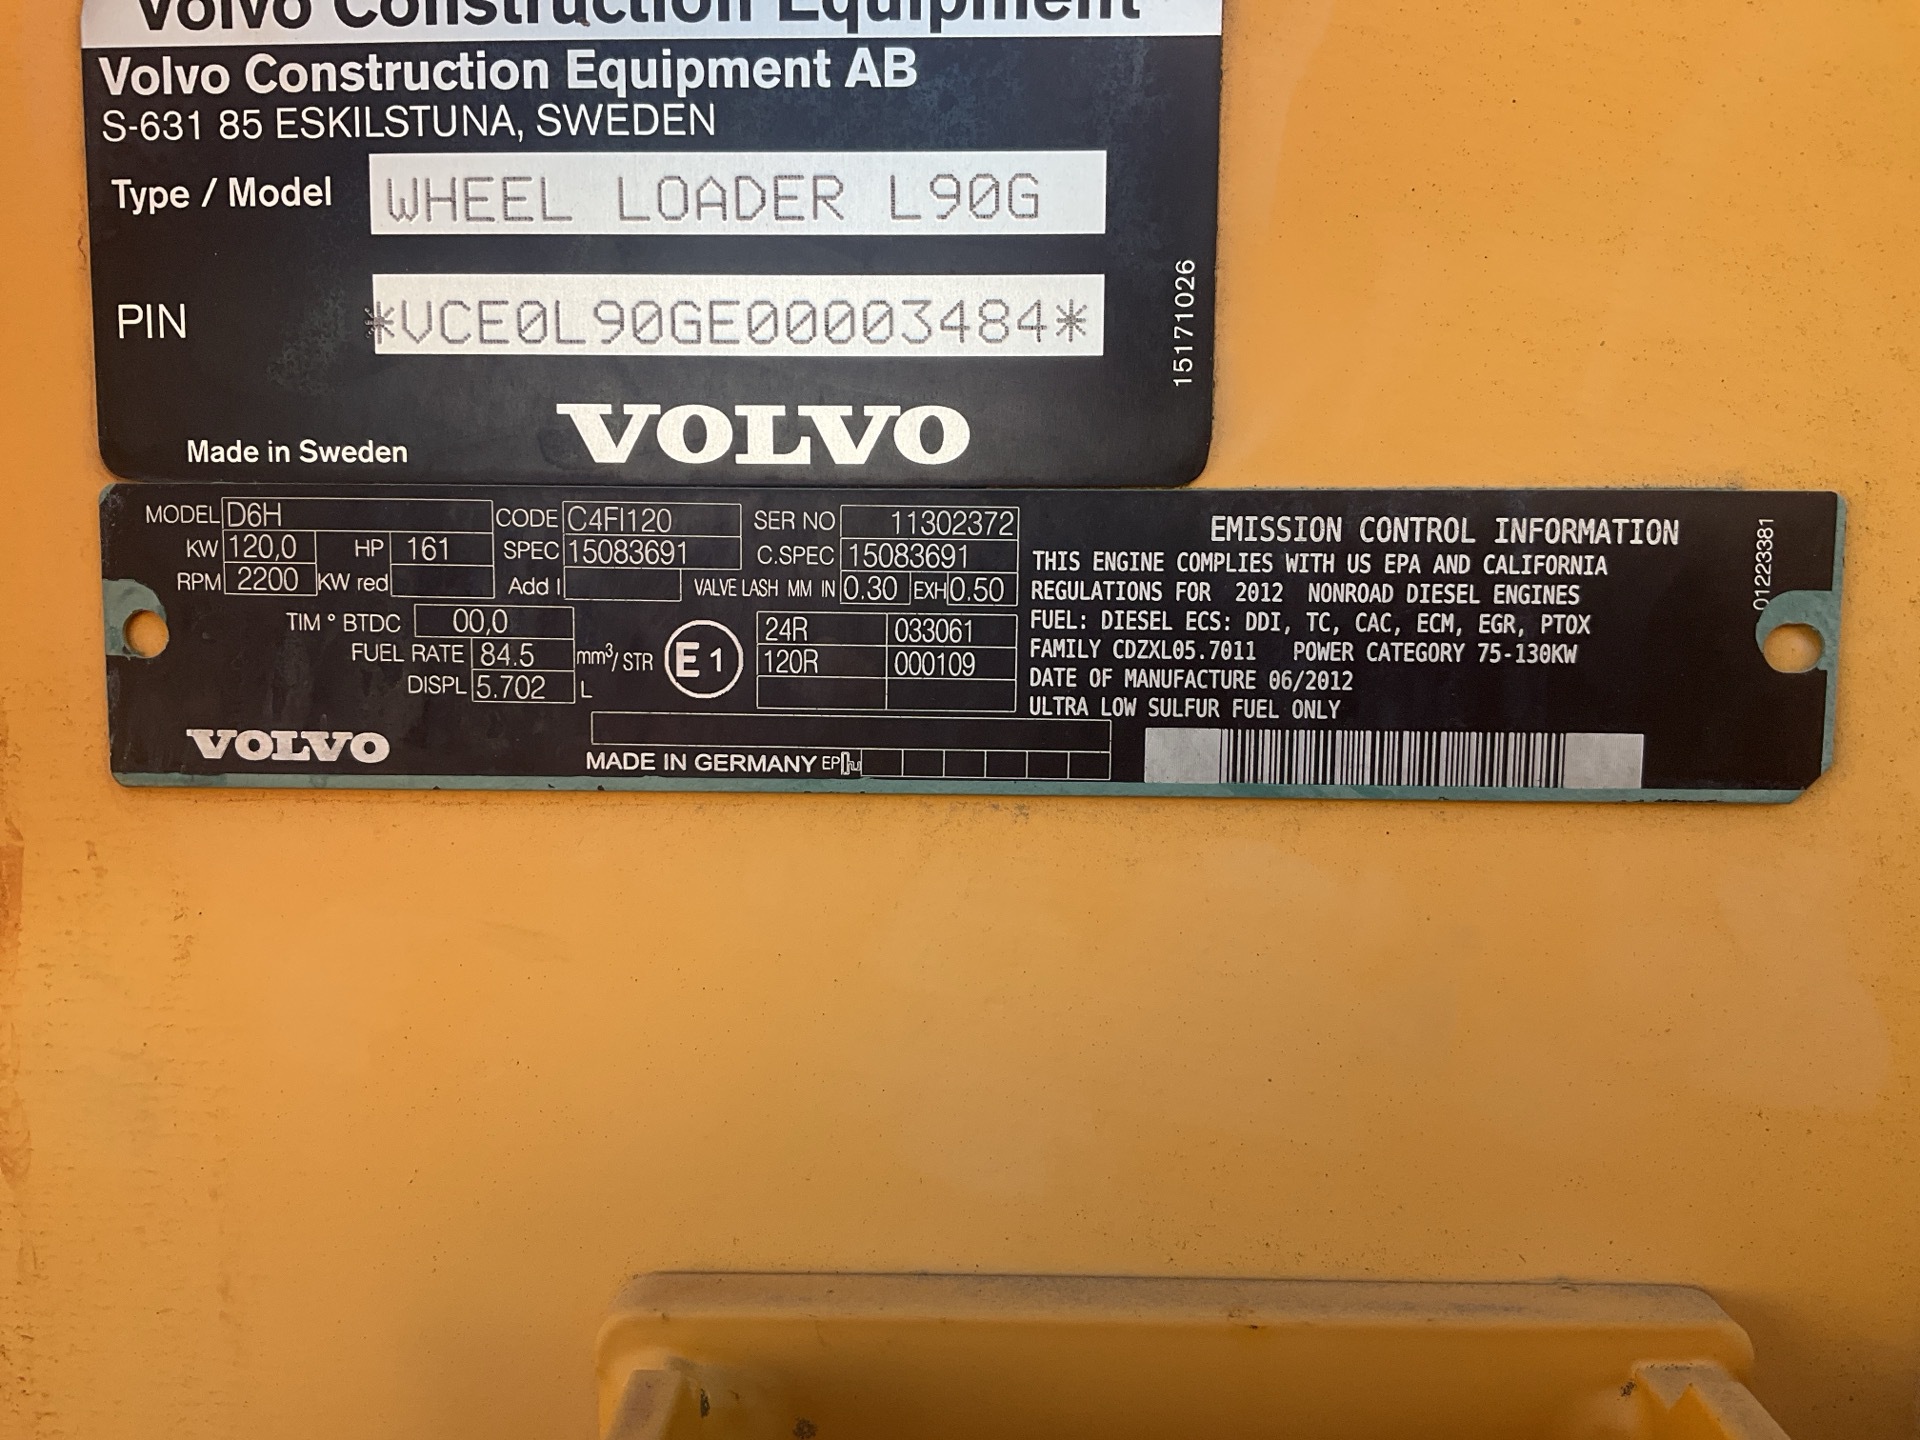 Volvo Construction Equipment
Volvo Construction Equipment AB
S-631 85 ESKILSTUNA, SWEDEN
Type / Model WHEEL LOADER L90G
PIN *VCE0L90GE00003484*
15171026
Made in Sweden VOLVO
MODEL D6H CODE C4FI120 SER NO 11302372
KW 120,0 HP 161 SPEC 15083691 C.SPEC 15083691
RPM 2200 KW red Add I VALVE LASH MM IN 0.30 EXH 0.50
TIM ° BTDC 00,0
FUEL RATE 84.5 mm³/ STR
DISPL 5.702 L
E 1
24R 033061
120R 000109
VOLVO
MADE IN GERMANY EP
EMISSION CONTROL INFORMATION
THIS ENGINE COMPLIES WITH US EPA AND CALIFORNIA
REGULATIONS FOR 2012 NONROAD DIESEL ENGINES
FUEL: DIESEL ECS: DDI, TC, CAC, ECM, EGR, PTOX
FAMILY CDZXL05.7011 POWER CATEGORY 75-130KW
DATE OF MANUFACTURE 06/2012
ULTRA LOW SULFUR FUEL ONLY
01223381